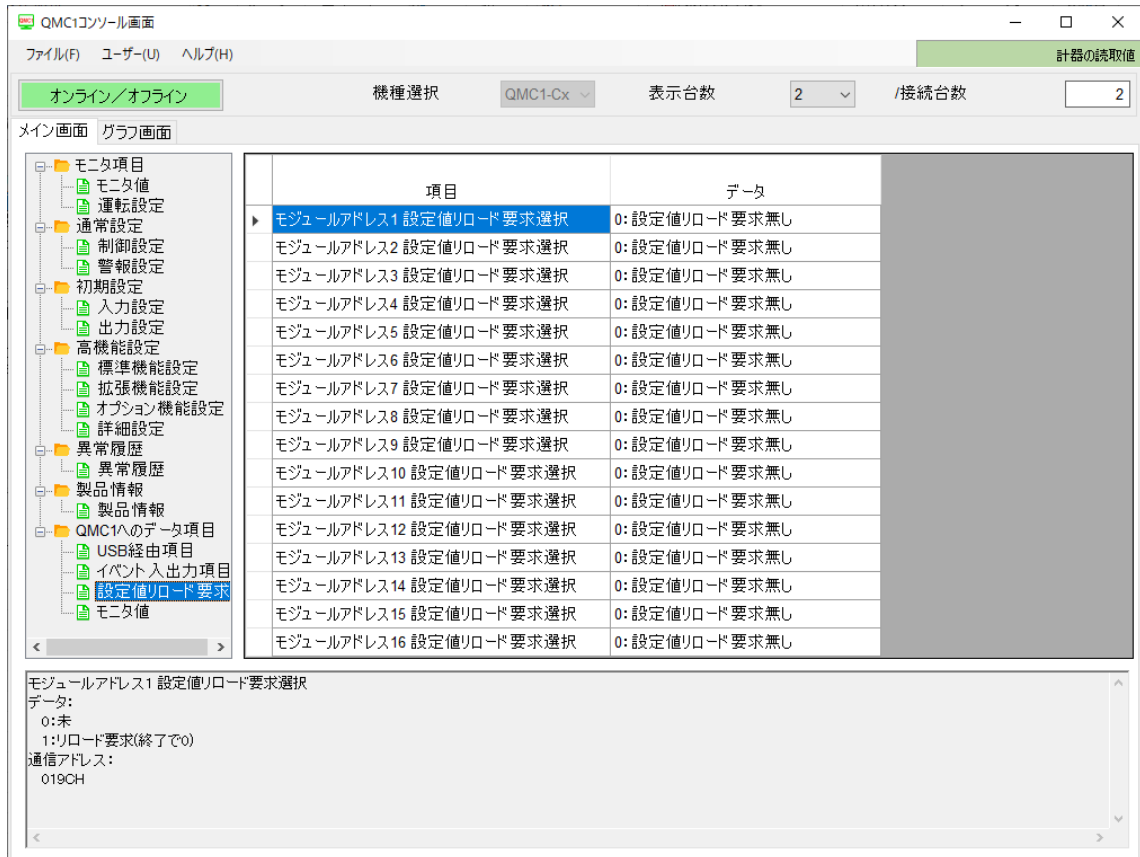 QMC1コンソール画面
ファイル(F) ユーザー(U) ヘルプ(H)
計器の読取値
オンライン／オフライン
機種選択
QMC1-Cx
表示台数
2
/接続台数
2
メイン画面 グラフ画面
モニタ項目
モニタ値
運転設定
通常設定
制御設定
警報設定
初期設定
入力設定
出力設定
高機能設定
標準機能設定
拡張機能設定
オプション機能設定
詳細設定
異常履歴
異常履歴
製品情報
製品情報
QMC1へのデータ項目
USB経由項目
イベント入出力項目
設定値リロード要求
モニタ値
項目 データ
モジュールアドレス1 設定値リロード要求選択 0: 設定値リロード要求無し
モジュールアドレス2 設定値リロード要求選択 0: 設定値リロード要求無し
モジュールアドレス3 設定値リロード要求選択 0: 設定値リロード要求無し
モジュールアドレス4 設定値リロード要求選択 0: 設定値リロード要求無し
モジュールアドレス5 設定値リロード要求選択 0: 設定値リロード要求無し
モジュールアドレス6 設定値リロード要求選択 0: 設定値リロード要求無し
モジュールアドレス7 設定値リロード要求選択 0: 設定値リロード要求無し
モジュールアドレス8 設定値リロード要求選択 0: 設定値リロード要求無し
モジュールアドレス9 設定値リロード要求選択 0: 設定値リロード要求無し
モジュールアドレス10 設定値リロード要求選択 0: 設定値リロード要求無し
モジュールアドレス11 設定値リロード要求選択 0: 設定値リロード要求無し
モジュールアドレス12 設定値リロード要求選択 0: 設定値リロード要求無し
モジュールアドレス13 設定値リロード要求選択 0: 設定値リロード要求無し
モジュールアドレス14 設定値リロード要求選択 0: 設定値リロード要求無し
モジュールアドレス15 設定値リロード要求選択 0: 設定値リロード要求無し
モジュールアドレス16 設定値リロード要求選択 0: 設定値リロード要求無し
モジュールアドレス1 設定値リロード要求選択
データ:
0:未
1:リロード要求(終了で0)
通信アドレス:
019CH